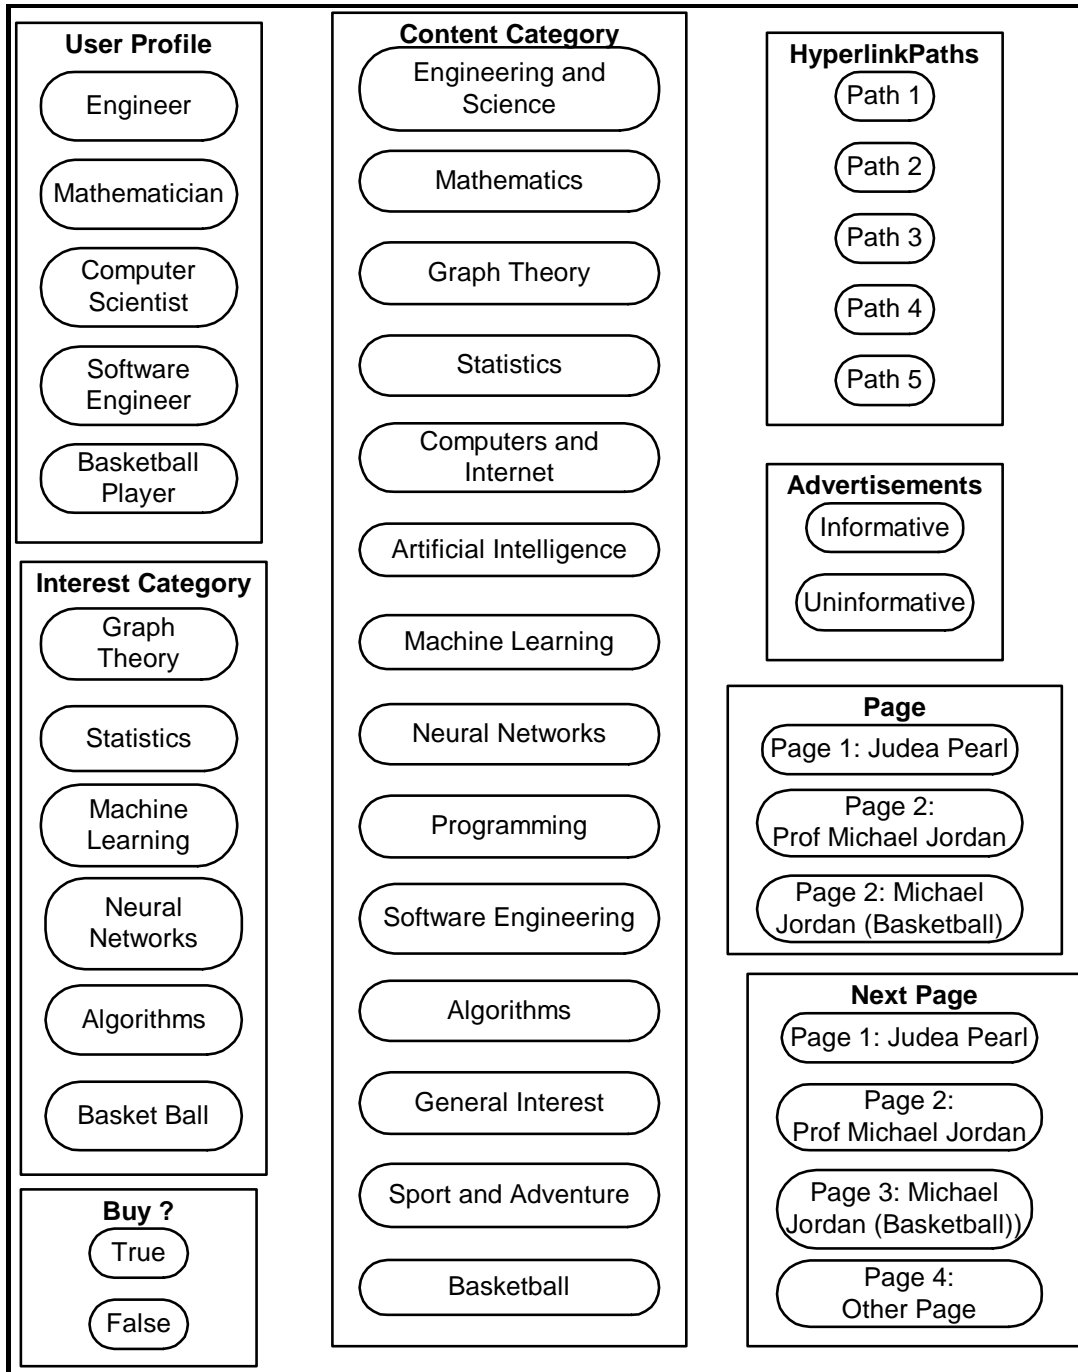 User Profile
Engineer
Mathematician
Computer
Scientist
Software
Engineer
Basketball
Player
Interest Category
Graph
Theory
Statistics
Machine
Learning
Neural
Networks
Algorithms
Basket Ball
Buy ?
True
False
Content Category
Engineering and
Science
Mathematics
Graph Theory
Statistics
Computers and
Internet
Artificial Intelligence
Machine Learning
Neural Networks
Programming
Software Engineering
Algorithms
General Interest
Sport and Adventure
Basketball
HyperlinkPaths
Path 1
Path 2
Path 3
Path 4
Path 5
Advertisements
Informative
Uninformative
Page
Page 1: Judea Pearl
Page 2:
Prof Michael Jordan
Page 2: Michael
Jordan (Basketball)
Next Page
Page 1: Judea Pearl
Page 2:
Prof Michael Jordan
Page 3: Michael
Jordan (Basketball))
Page 4:
Other Page